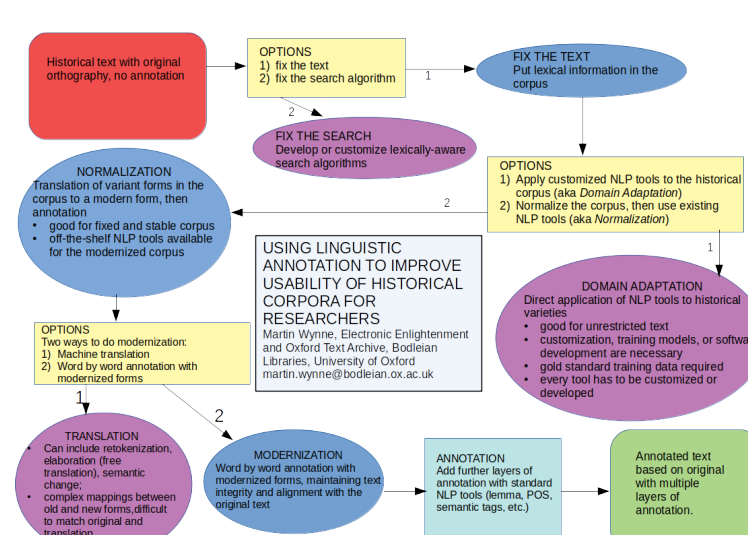 Historical text with original
orthography, no annotation
OPTIONS
1) fix the text
2) fix the search algorithm
1
FIX THE TEXT
Put lexical information in the
corpus
2
FIX THE SEARCH
Develop or customize lexically-aware
search algorithms
OPTIONS
1) Apply customized NLP tools to the historical
corpus (aka Domain Adaptation)
2) Normalize the corpus, then use existing
NLP tools (aka Normalization)
2
1
NORMALIZATION
Translation of variant forms in the
corpus to a modern form, then
annotation
• good for fixed and stable corpus
• off-the-shelf NLP tools available
for the modernized corpus
USING LINGUISTIC
ANNOTATION TO IMPROVE
USABILITY OF HISTORICAL
CORPORA FOR
RESEARCHERS
Martin Wynne, Electronic Enlightenment
and Oxford Text Archive, Bodleian
Libraries, University of Oxford
martin.wynne@bodleian.ox.ac.uk
DOMAIN ADAPTATION
Direct application of NLP tools to historical
varieties
• good for unrestricted text
• customization, training models, or softwa
development are necessary
• gold standard training data required
• every tool has to be customized or
developed
OPTIONS
Two ways to do modernization:
1) Machine translation
2) Word by word annotation with
modernized forms
1
2
TRANSLATION
• Can include retokenization,
elaboration (free
translation), semantic
change;
• complex mappings between
old and new forms,difficult
to match original and
translation
MODERNIZATION
Word by word annotation with
modernized forms, maintaining text
integrity and alignment with the
original text
ANNOTATION
Add further layers of
annotation with standard
NLP tools (lemma, POS,
semantic tags, etc.)
Annotated text
based on original
with multiple
layers of
annotation.